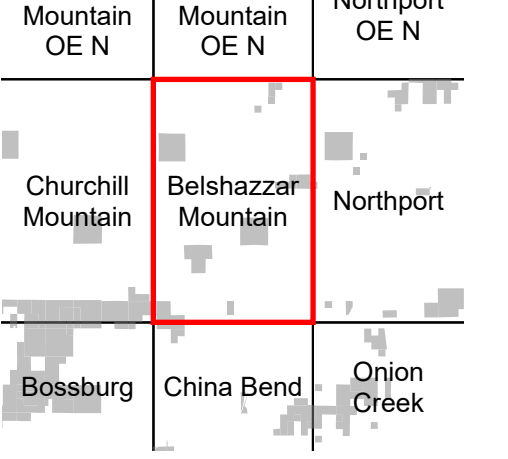 Mountain
OE N
Mountain
OE N
Northport
OE N
Churchill
Mountain
Belshazzar
Mountain
Northport
Bossburg
China Bend
Onion
Creek